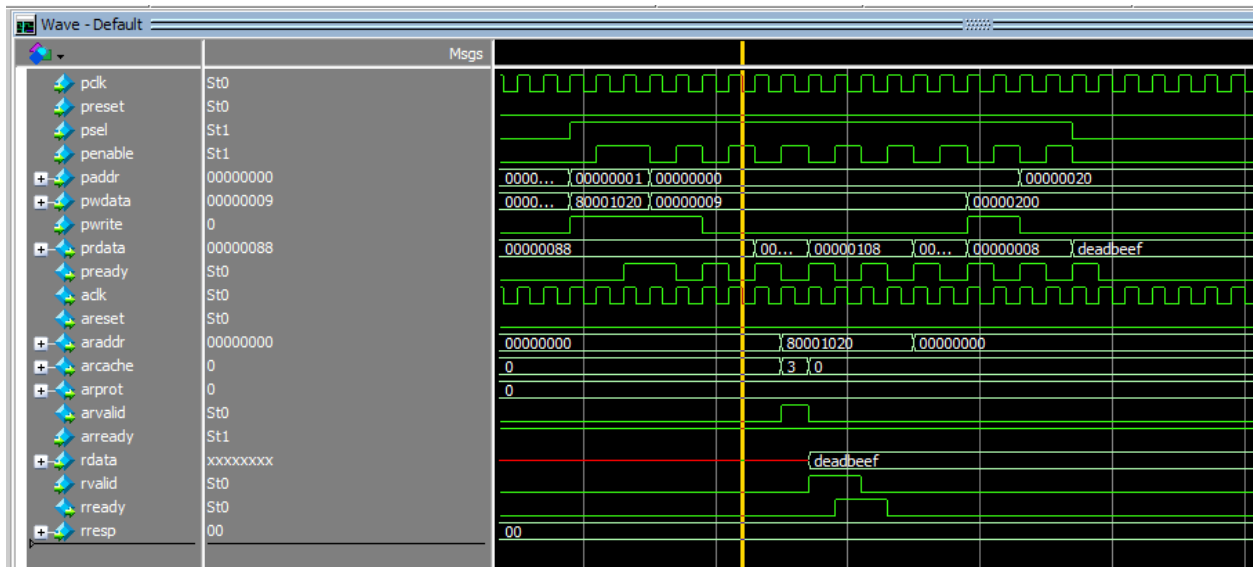 Wave - Default
Msgs
pclk St0
preset St0
psel St1
penable St1
paddr 00000000 0000... 00000001 00000000 00000020
pwdata 00000009 0000... 80001020 00000009 00000200
pwrite 0
prdata 00000088 00000088 00... 00000108 00... 00000008 deadbeef
pready St0
aclk St0
areset St0
araddr 00000000 00000000 80001020 00000000
arcache 0 0 3 0
arprot 0 0
arvalid St0
arready St1
rdata xxxxxxxx deadbeef
rvalid St0
rready St0
rresp 00 00